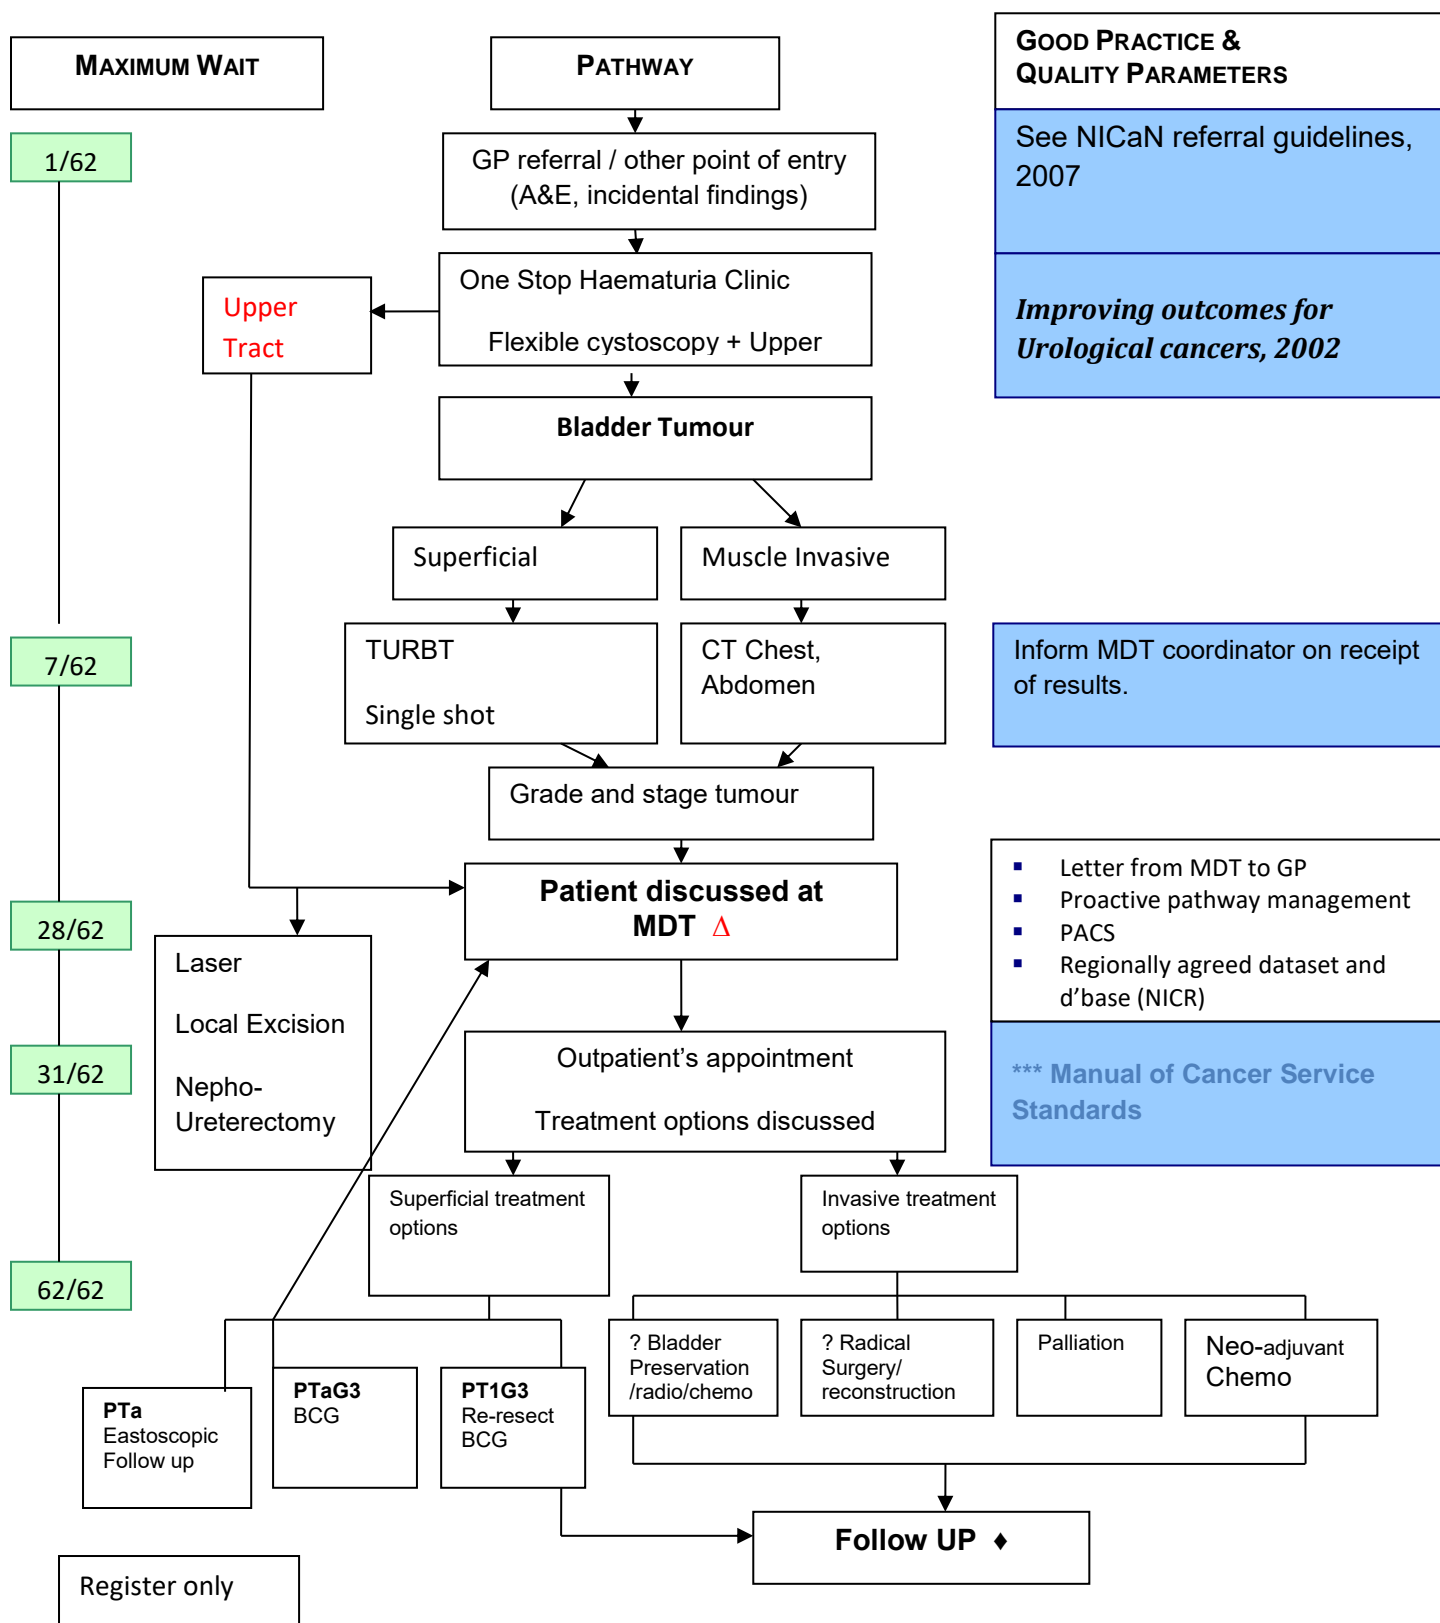 MAXIMUM WAIT
PATHWAY
GOOD PRACTICE &
QUALITY PARAMETERS
1/62
GP referral / other point of entry
(A&E, incidental findings)
See NICaN referral guidelines,
2007
One Stop Haematuria Clinic
Flexible cystoscopy + Upper
Upper
Tract
Improving outcomes for
Urological cancers, 2002
Bladder Tumour
Superficial
Muscle Invasive
7/62
TURBT
Single shot
CT Chest,
Abdomen
Inform MDT coordinator on receipt
of results.
Grade and stage tumour
Patient discussed at
MDT Δ
▪ Letter from MDT to GP
▪ Proactive pathway management
▪ PACS
▪ Regionally agreed dataset and
d’base (NICR)
28/62
Laser
Local Excision
Nepho-
Ureterectomy
31/62
Outpatient’s appointment
Treatment options discussed
*** Manual of Cancer Service
Standards
Superficial treatment
options
Invasive treatment
options
62/62
PTa
Eastoscopic
Follow up
PTaG3
BCG
PT1G3
Re-resect
BCG
? Bladder
Preservation
/radio/chemo
? Radical
Surgery/
reconstruction
Palliation
Neo-adjuvant
Chemo
Follow UP ♦
Register only